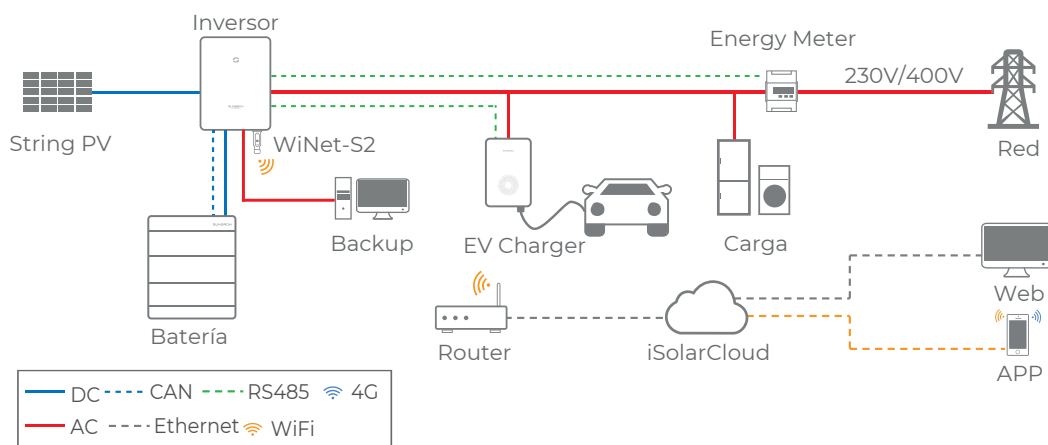 Inversor
Energy Meter
230V/400V
String PV
WiNet-S2
Red
Backup
EV Charger
Carga
Batería
Router
iSolarCloud
Web
APP
DC
CAN
RS485
4G
AC
Ethernet
WiFi